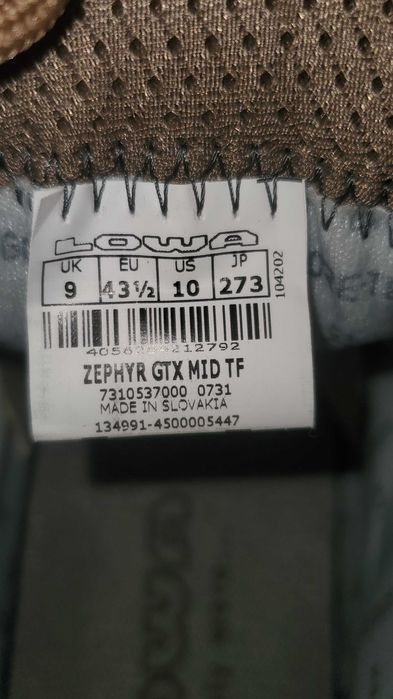 LOWA
UK EU US JP
9 43½ 10 273
104202
ZEPHYR GTX MID TF
7310537000 0731
MADE IN SLOVAKIA
134991-4500005447
LOWA